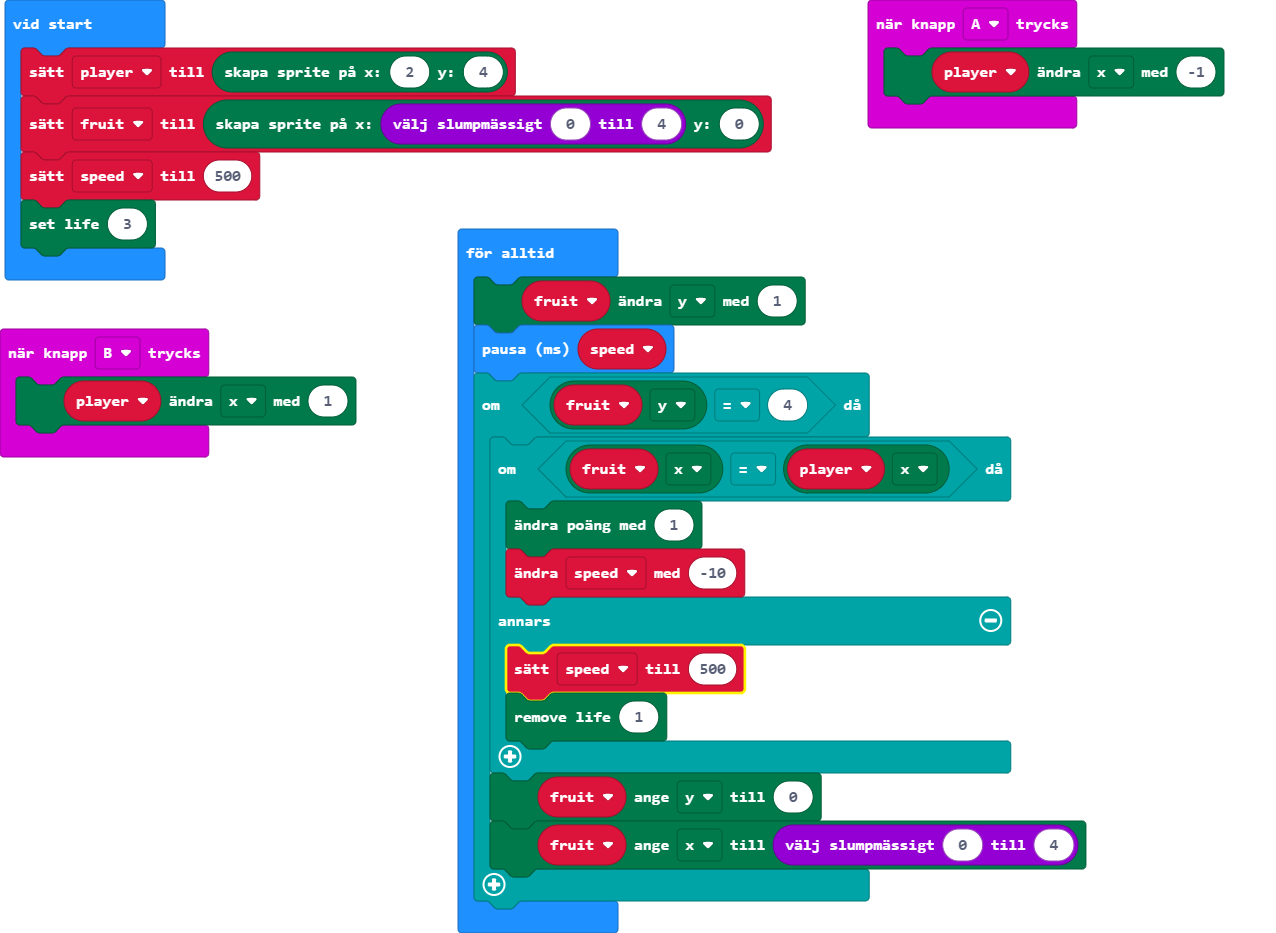 vid start
sätt player till skapa sprite på x: 2 y: 4
sätt fruit till skapa sprite på x: välj slumpmässigt 0 till 4 y: 0
sätt speed till 500
set life 3
när knapp A trycks
player ändra x med -1
när knapp B trycks
player ändra x med 1
för alltid
fruit ändra y med 1
pausa (ms) speed
om fruit y = 4 då
om fruit x = player x då
ändra poäng med 1
ändra speed med -10
annars
sätt speed till 500
remove life 1
fruit ange y till 0
fruit ange x till välj slumpmässigt 0 till 4